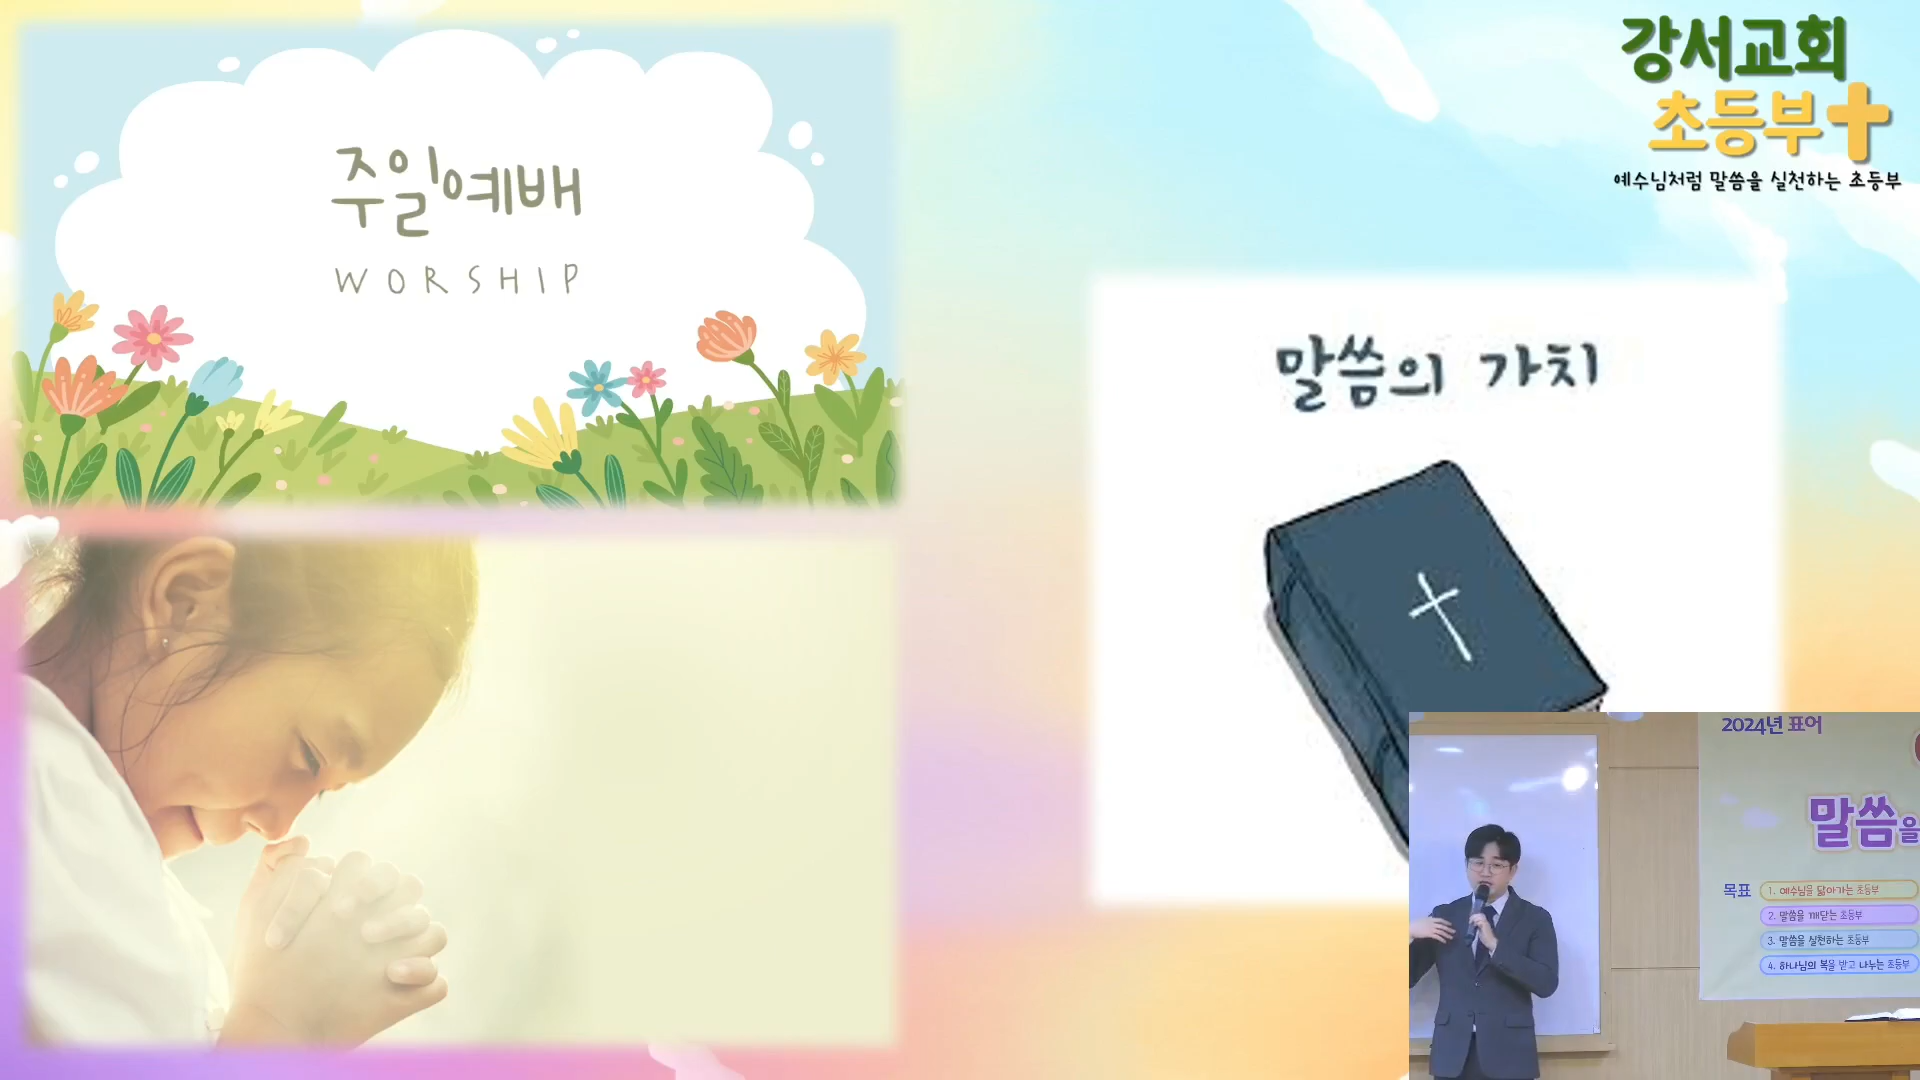 주일예배
WORSHIP
강서교회
초등부
예수님처럼 말씀을 실천하는 초등부
말씀의 가치
2024년 표어
말씀을
목표
1. 예수님을 닮아가는 초등부
2. 말씀을 깨닫는 초등부
3. 말씀을 실천하는 초등부
4. 하나님의 복을 받고 나누는 초등부